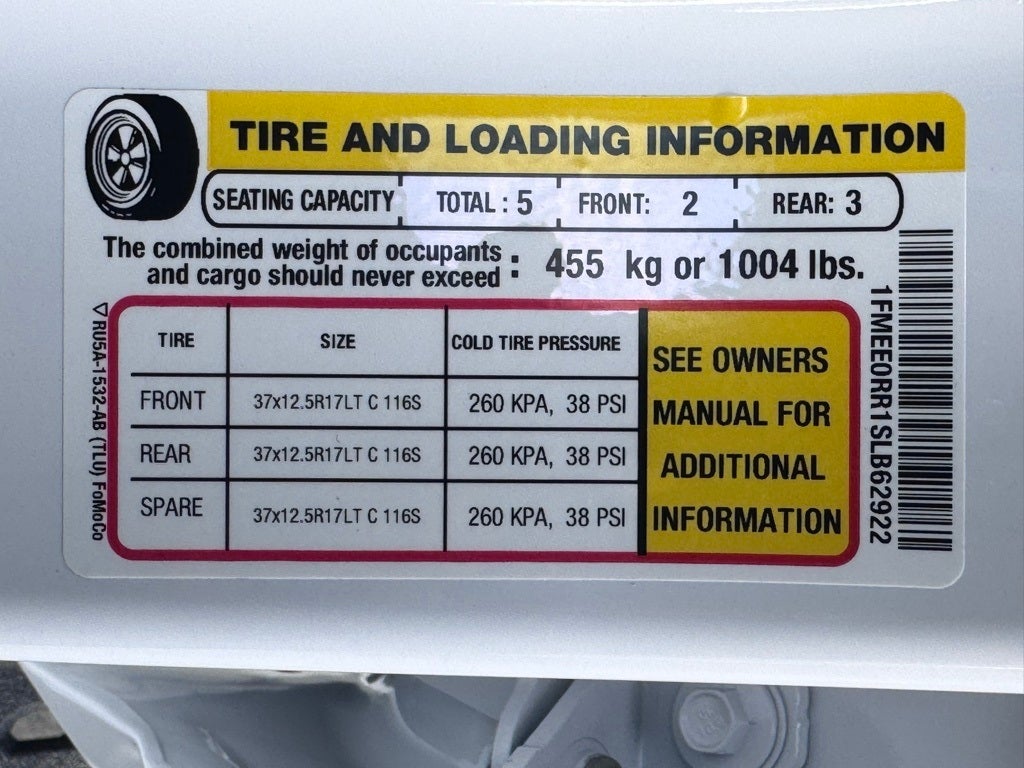 TIRE AND LOADING INFORMATION
SEATING CAPACITY TOTAL : 5 FRONT: 2 REAR: 3
The combined weight of occupants
and cargo should never exceed : 455 kg or 1004 lbs.
TIRE SIZE COLD TIRE PRESSURE
FRONT 37x12.5R17LT C 116S 260 KPA, 38 PSI
REAR 37x12.5R17LT C 116S 260 KPA, 38 PSI
SPARE 37x12.5R17LT C 116S 260 KPA, 38 PSI
SEE OWNERS
MANUAL FOR
ADDITIONAL
INFORMATION
1FMEE0RR1SLB62922
RU5A-1532-AB (TLU) FoMoCo